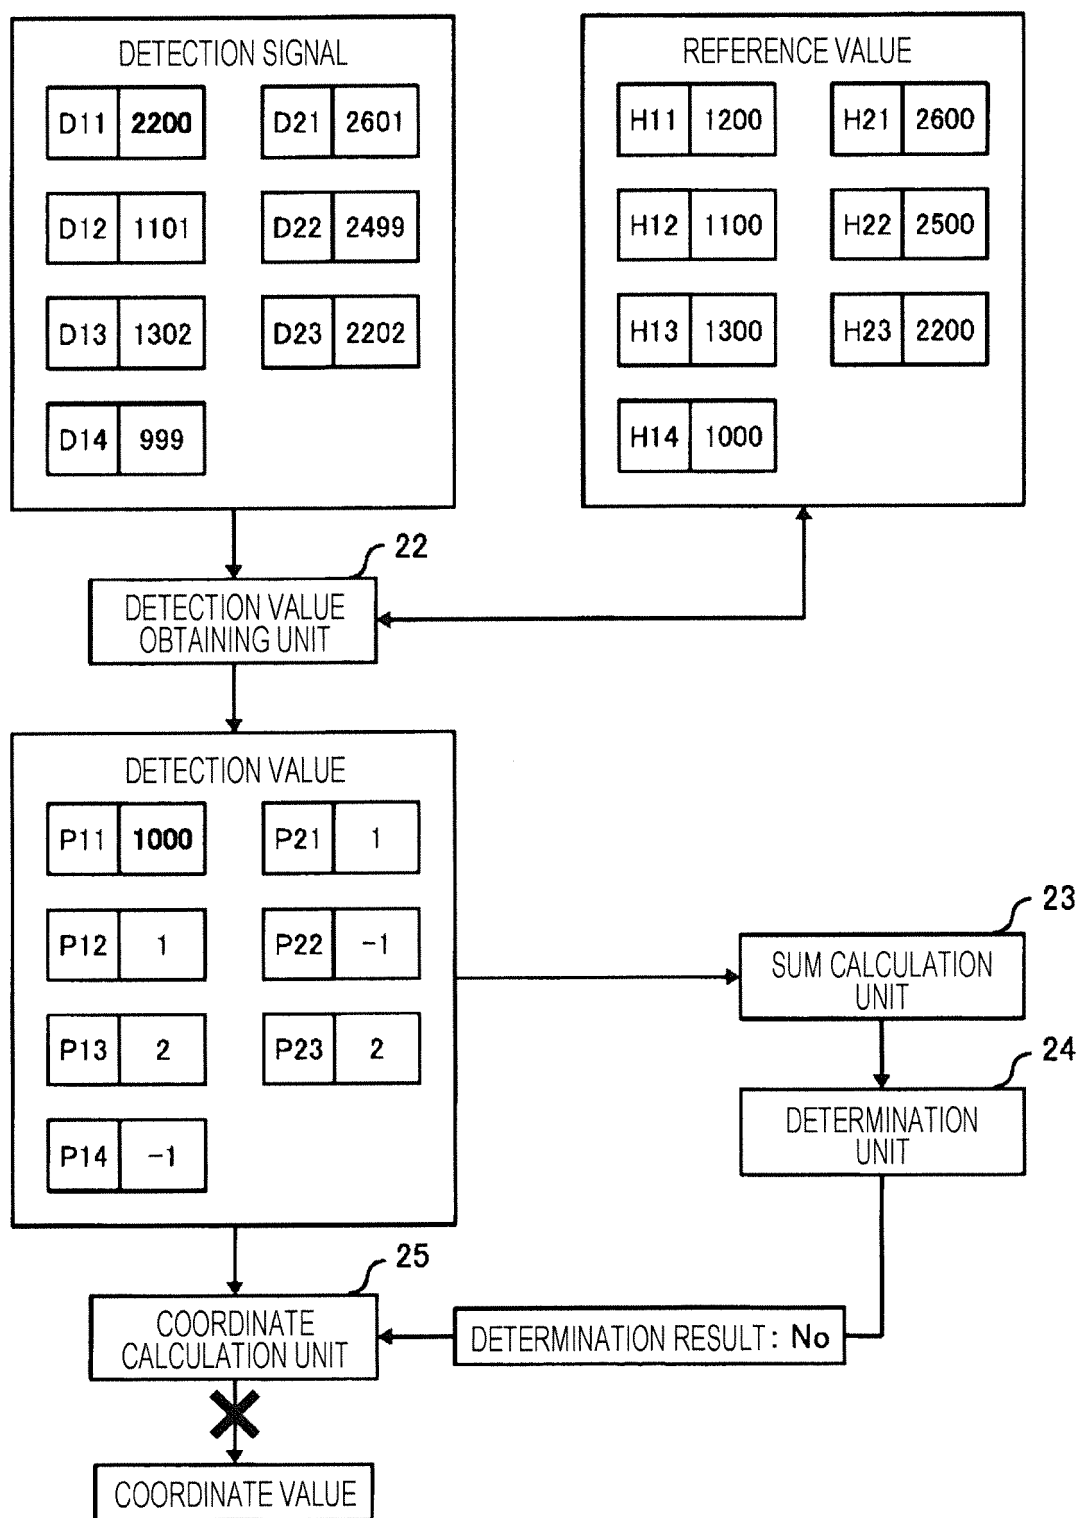 DETECTION SIGNAL
D11 2200 D21 2601
D12 1101 D22 2499
D13 1302 D23 2202
D14 999
REFERENCE VALUE
H11 1200 H21 2600
H12 1100 H22 2500
H13 1300 H23 2200
H14 1000
22
DETECTION VALUE
OBTAINING UNIT
DETECTION VALUE
P11 1000 P21 1
P12 1 P22 -1
P13 2 P23 2
P14 -1
23
SUM CALCULATION
UNIT
24
DETERMINATION
UNIT
25
COORDINATE
CALCULATION UNIT
DETERMINATION RESULT: No
COORDINATE VALUE